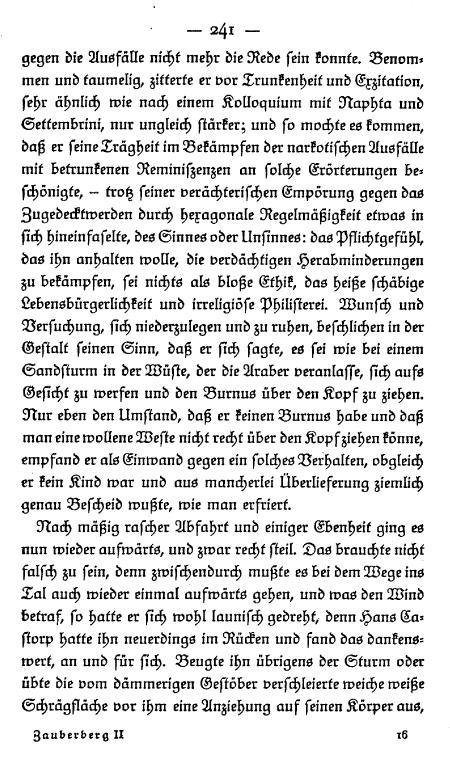 — 241 —
gegen die Ausfälle nicht mehr die Rede sein konnte. Benom-
men und taumelig, zitterte er vor Trunkenheit und Exzitation,
sehr ähnlich wie nach einem Kolloquium mit Naphta und
Settembrini, nur ungleich stärker; und so mochte es kommen,
daß er seine Trägheit im Bekämpfen der narkotischen Ausfälle
mit betrunkenen Reminiszenzen an solche Erörterungen be-
schönigte, – trotz seiner verächterischen Empörung gegen das
Zugedecktwerden durch hexagonale Regelmäßigkeit etwas in
sich hineinfaselte, des Sinnes oder Unsinnes: das Pflichtgefühl,
das ihn anhalten wolle, die verdächtigen Herabminderungen
zu bekämpfen, sei nichts als bloße Ethik, das heiße schäbige
Lebensbürgerlichkeit und irreligiöse Philisterei. Wunsch und
Versuchung, sich niederzulegen und zu ruhen, beschlichen in der
Gestalt seinen Sinn, daß er sich sagte, es sei wie bei einem
Sandsturm in der Wüste, der die Araber veranlasse, sich aufs
Gesicht zu werfen und den Burnus über den Kopf zu ziehen.
Nur eben den Umstand, daß er keinen Burnus habe und daß
man eine wollene Weste nicht recht über den Kopf ziehen könne,
empfand er als Einwand gegen ein solches Verhalten, obgleich
er kein Kind war und aus mancherlei Überlieferung ziemlich
genau Bescheid wußte, wie man erfriert.
Nach mäßig rascher Abfahrt und einiger Ebenheit ging es
nun wieder aufwärts, und zwar recht steil. Das brauchte nicht
falsch zu sein, denn zwischendurch mußte es bei dem Wege ins
Tal auch wieder einmal aufwärts gehen, und was den Wind
betraf, so hatte er sich wohl launisch gedreht, denn Hans Ca-
storp hatte ihn neuerdings im Rücken und fand das dankens-
wert, an und für sich. Beugte ihn übrigens der Sturm oder
übte die vom dämmerigen Gestöber verschleierte weiche weiße
Schrägfläche vor ihm eine Anziehung auf seinen Körper aus,
Zauberberg II 16